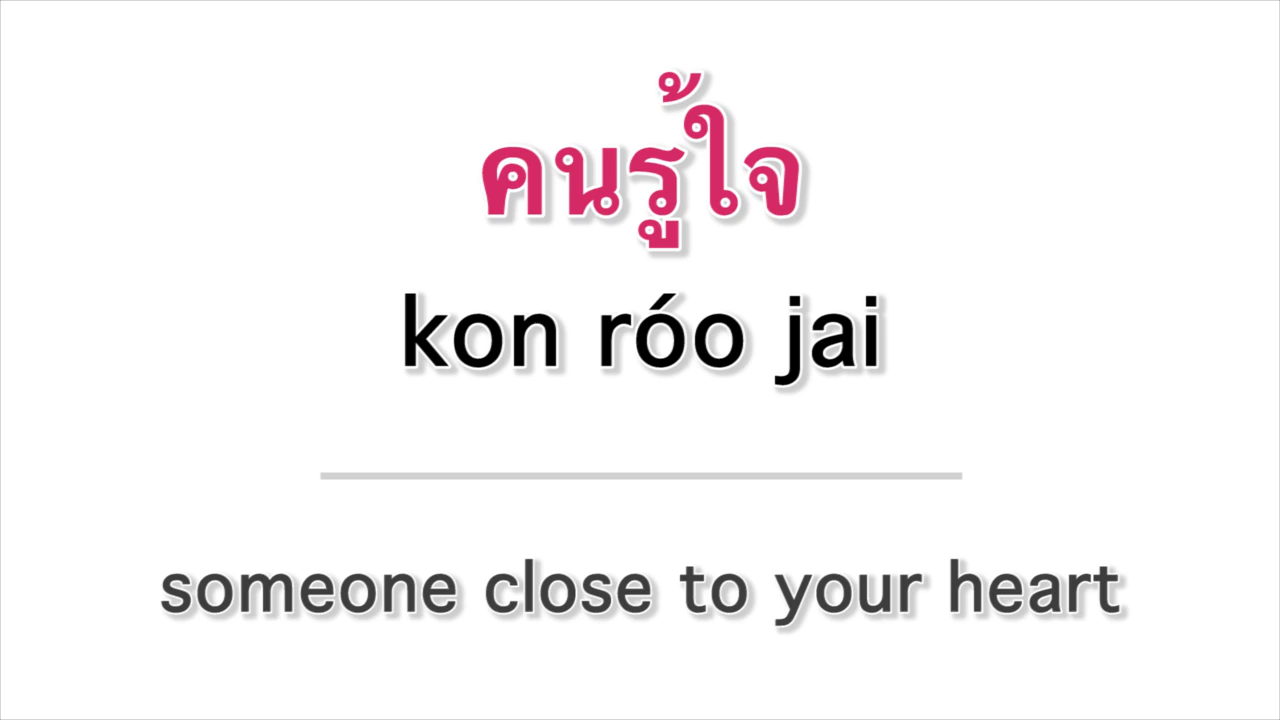 คนรู้ใจ
kon róo jai
someone close to your heart